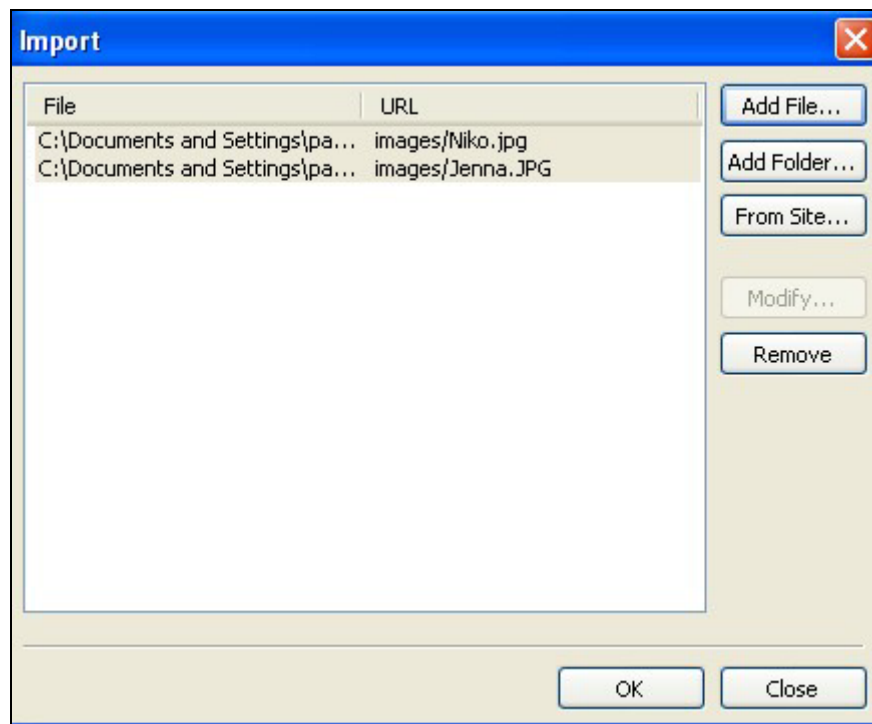 Import
File URL Add File...
C:\Documents and Settings\pa... images/Niko.jpg
C:\Documents and Settings\pa... images/Jenna.JPG
Add Folder...
From Site...
Modify...
Remove
OK Close